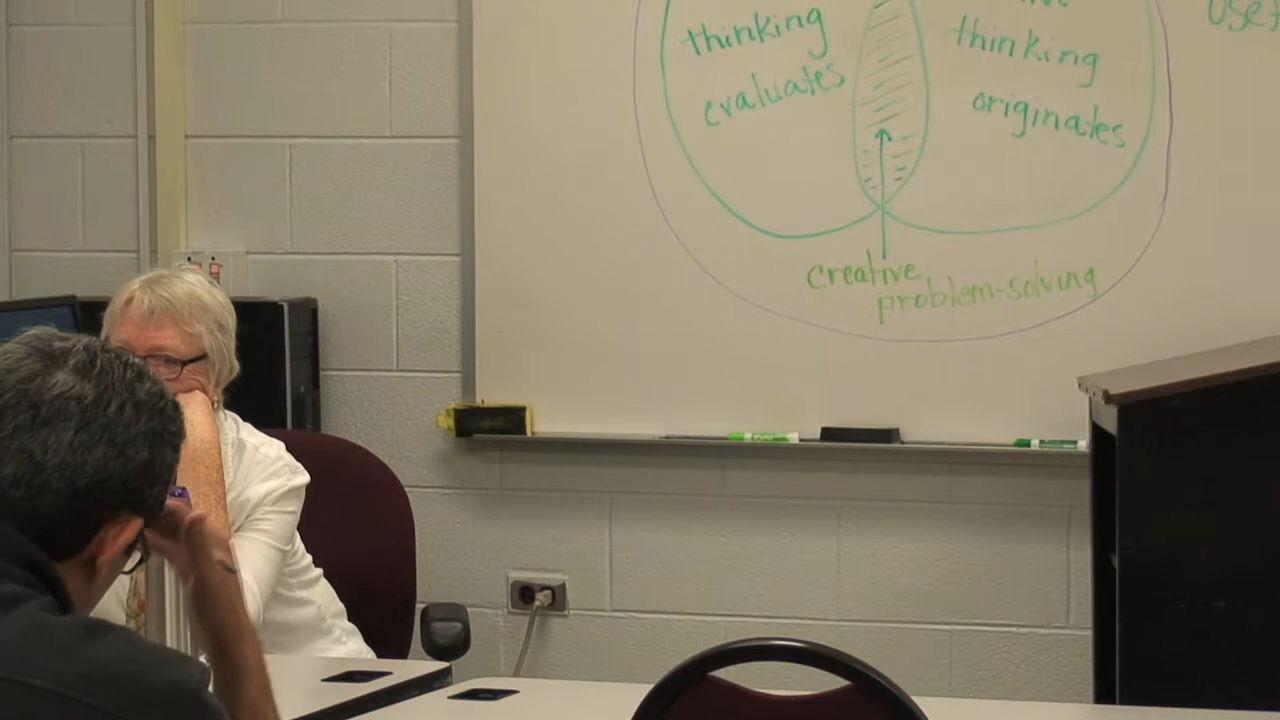 thinking
evaluates
thinking
originates
creative
problem-solving